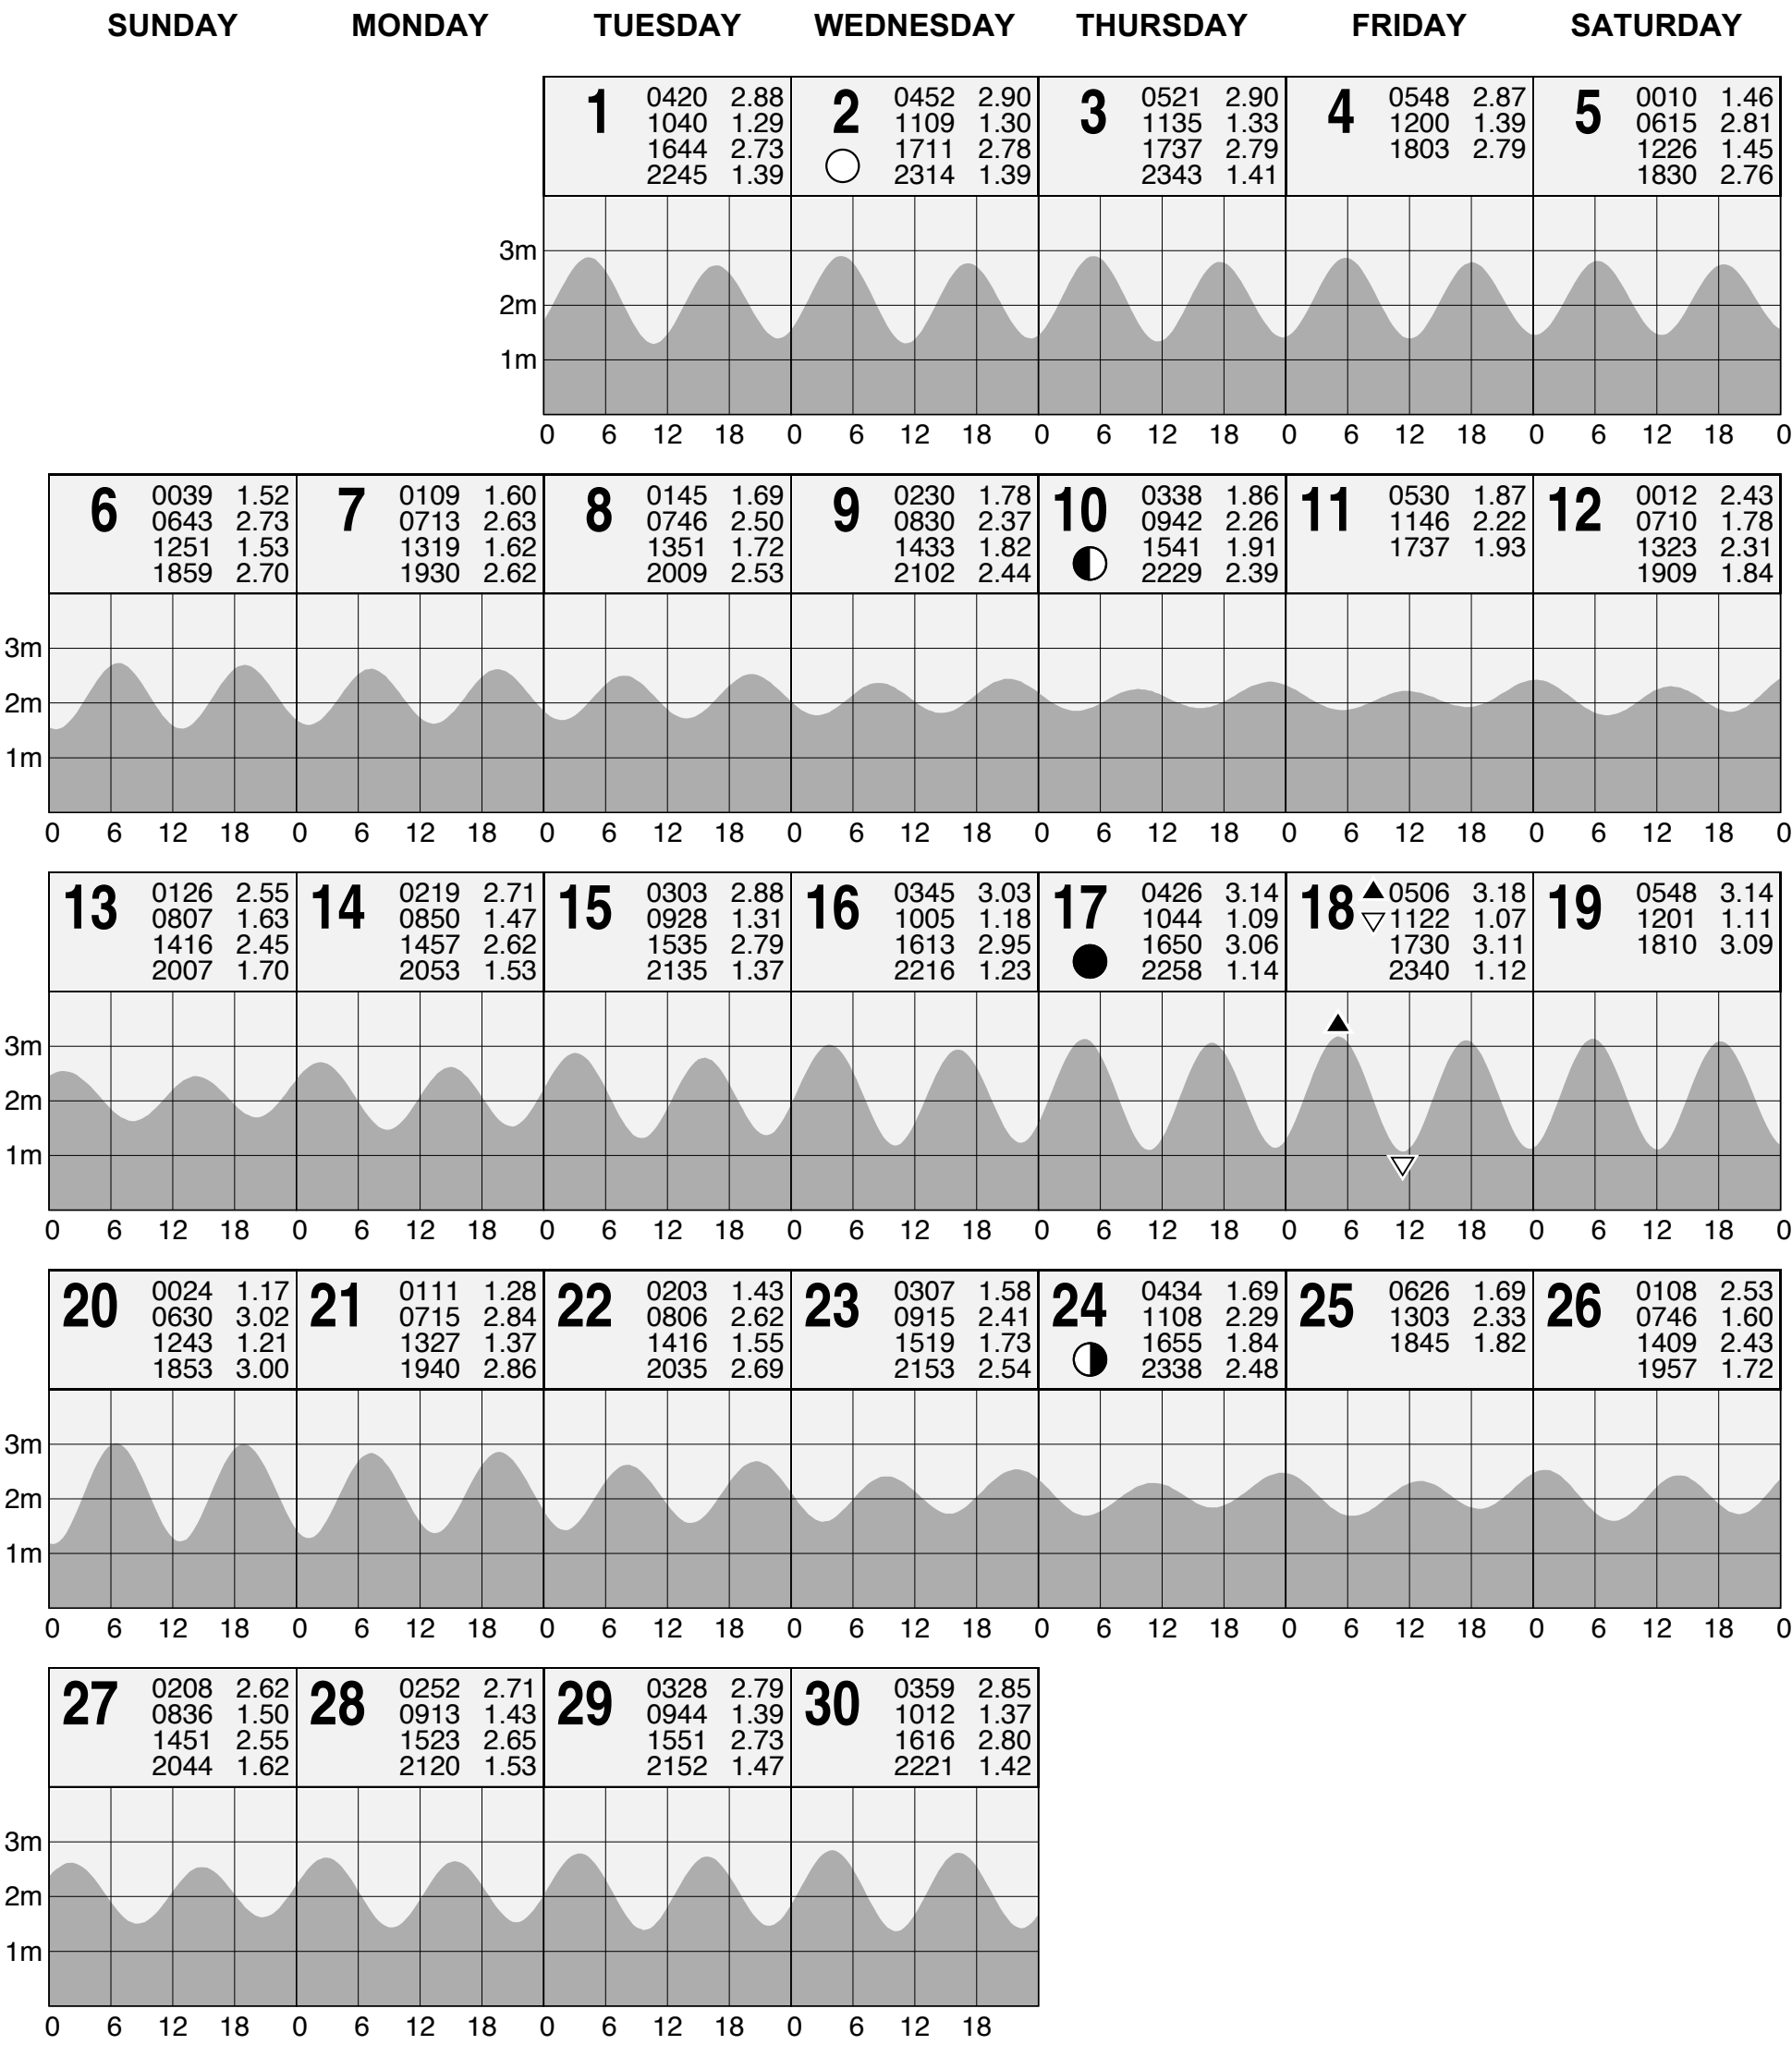 SUNDAY MONDAY TUESDAY WEDNESDAY THURSDAY FRIDAY SATURDAY
1 0420 2.88 2 0452 2.90 3 0521 2.90 4 0548 2.87 5 0010 1.46
1040 1.29 1109 1.30 1135 1.33 1200 1.39 0615 2.81
1644 2.73 1711 2.78 1737 2.79 1803 2.79 1226 1.45
2245 1.39 2314 1.39 2343 1.41 1830 2.76
3m
2m
1m
0 6 12 18 0 6 12 18 0 6 12 18 0 6 12 18 0 6 12 18 0
6 0039 1.52 7 0109 1.60 8 0145 1.69 9 0230 1.78 10 0338 1.86 11 0530 1.87 12 0012 2.43
0643 2.73 0713 2.63 0746 2.50 0830 2.37 0942 2.26 1146 2.22 0710 1.78
1251 1.53 1319 1.62 1351 1.72 1433 1.82 1541 1.91 1737 1.93 1323 2.31
1859 2.70 1930 2.62 2009 2.53 2102 2.44 2229 2.39 1909 1.84
3m
2m
1m
0 6 12 18 0 6 12 18 0 6 12 18 0 6 12 18 0 6 12 18 0 6 12 18 0 6 12 18 0
13 0126 2.55 14 0219 2.71 15 0303 2.88 16 0345 3.03 17 0426 3.14 18 0506 3.18 19 0548 3.14
0807 1.63 0850 1.47 0928 1.31 1005 1.18 1044 1.09 1122 1.07 1201 1.11
1416 2.45 1457 2.62 1535 2.79 1613 2.95 1650 3.06 1730 3.11 1810 3.09
2007 1.70 2053 1.53 2135 1.37 2216 1.23 2258 1.14 2340 1.12
3m
2m
1m
0 6 12 18 0 6 12 18 0 6 12 18 0 6 12 18 0 6 12 18 0 6 12 18 0 6 12 18 0
20 0024 1.17 21 0111 1.28 22 0203 1.43 23 0307 1.58 24 0434 1.69 25 0626 1.69 26 0108 2.53
0630 3.02 0715 2.84 0806 2.62 0915 2.41 1108 2.29 1303 2.33 0746 1.60
1243 1.21 1327 1.37 1416 1.55 1519 1.73 1655 1.84 1845 1.82 1409 2.43
1853 3.00 1940 2.86 2035 2.69 2153 2.54 2338 2.48 1957 1.72
3m
2m
1m
0 6 12 18 0 6 12 18 0 6 12 18 0 6 12 18 0 6 12 18 0 6 12 18 0 6 12 18 0
27 0208 2.62 28 0252 2.71 29 0328 2.79 30 0359 2.85
0836 1.50 0913 1.43 0944 1.39 1012 1.37
1451 2.55 1523 2.65 1551 2.73 1616 2.80
2044 1.62 2120 1.53 2152 1.47 2221 1.42
3m
2m
1m
0 6 12 18 0 6 12 18 0 6 12 18 0 6 12 18